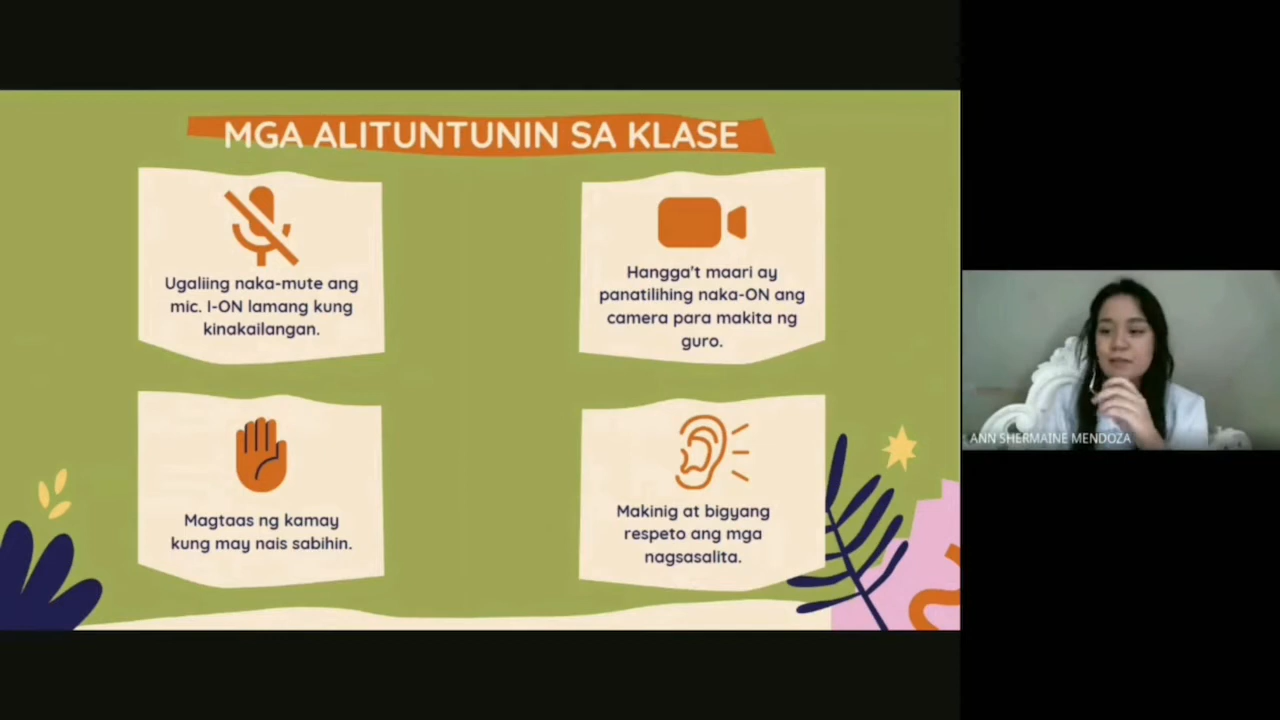 MGA ALITUNTUNIN SA KLASE
Ugaliing naka-mute ang
mic. I-ON lamang kung
kinakailangan.
Hangga't maari ay
panatilihing naka-ON ang
camera para makita ng
guro.
Magtaas ng kamay
kung may nais sabihin.
Makinig at bigyang
respeto ang mga
nagsasalita.
ANN SHERMAINE MENDOZA